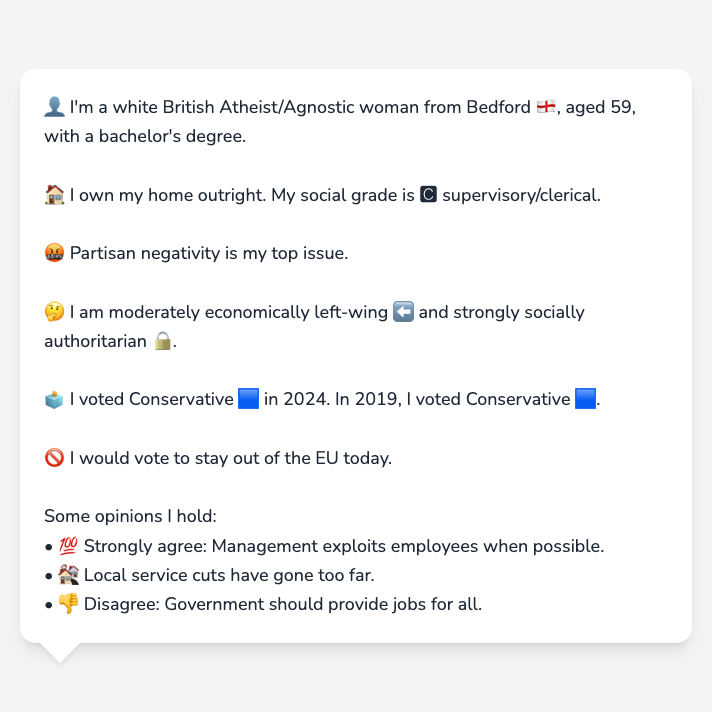 👤 I'm a white British Atheist/Agnostic woman from Bedford 🏴󠁧󠁢󠁥󠁮󠁧󠁿, aged 59,
with a bachelor's degree.
🏠 I own my home outright. My social grade is 🅲 supervisory/clerical.
🤬 Partisan negativity is my top issue.
🤔 I am moderately economically left-wing ⬅️ and strongly socially
authoritarian 🔒.
🗳️ I voted Conservative 🟦 in 2024. In 2019, I voted Conservative 🟦.
🚫 I would vote to stay out of the EU today.
Some opinions I hold:
• 💯 Strongly agree: Management exploits employees when possible.
• 🏚️ Local service cuts have gone too far.
• 👎 Disagree: Government should provide jobs for all.